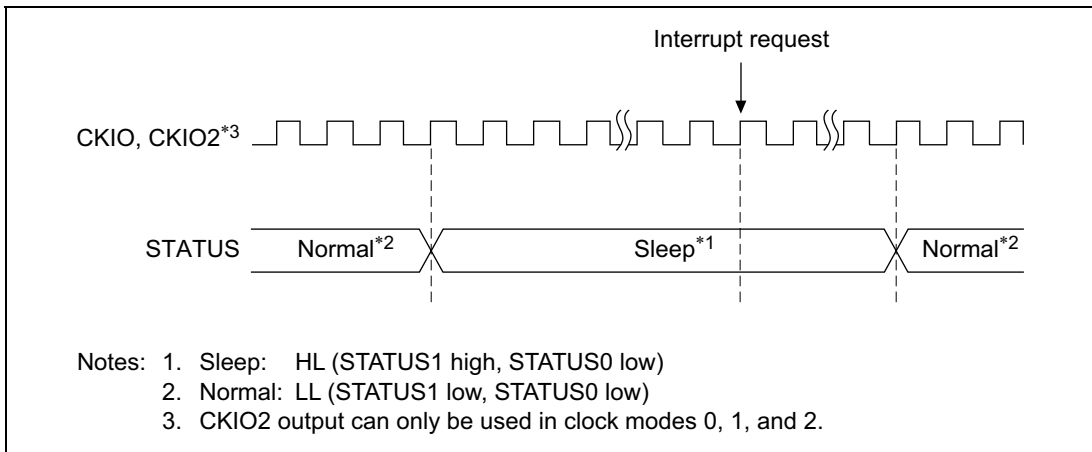 Interrupt request
CKIO, CKIO2*3
STATUS Normal*2 Sleep*1 Normal*2
Notes: 1. Sleep: HL (STATUS1 high, STATUS0 low)
2. Normal: LL (STATUS1 low, STATUS0 low)
3. CKIO2 output can only be used in clock modes 0, 1, and 2.